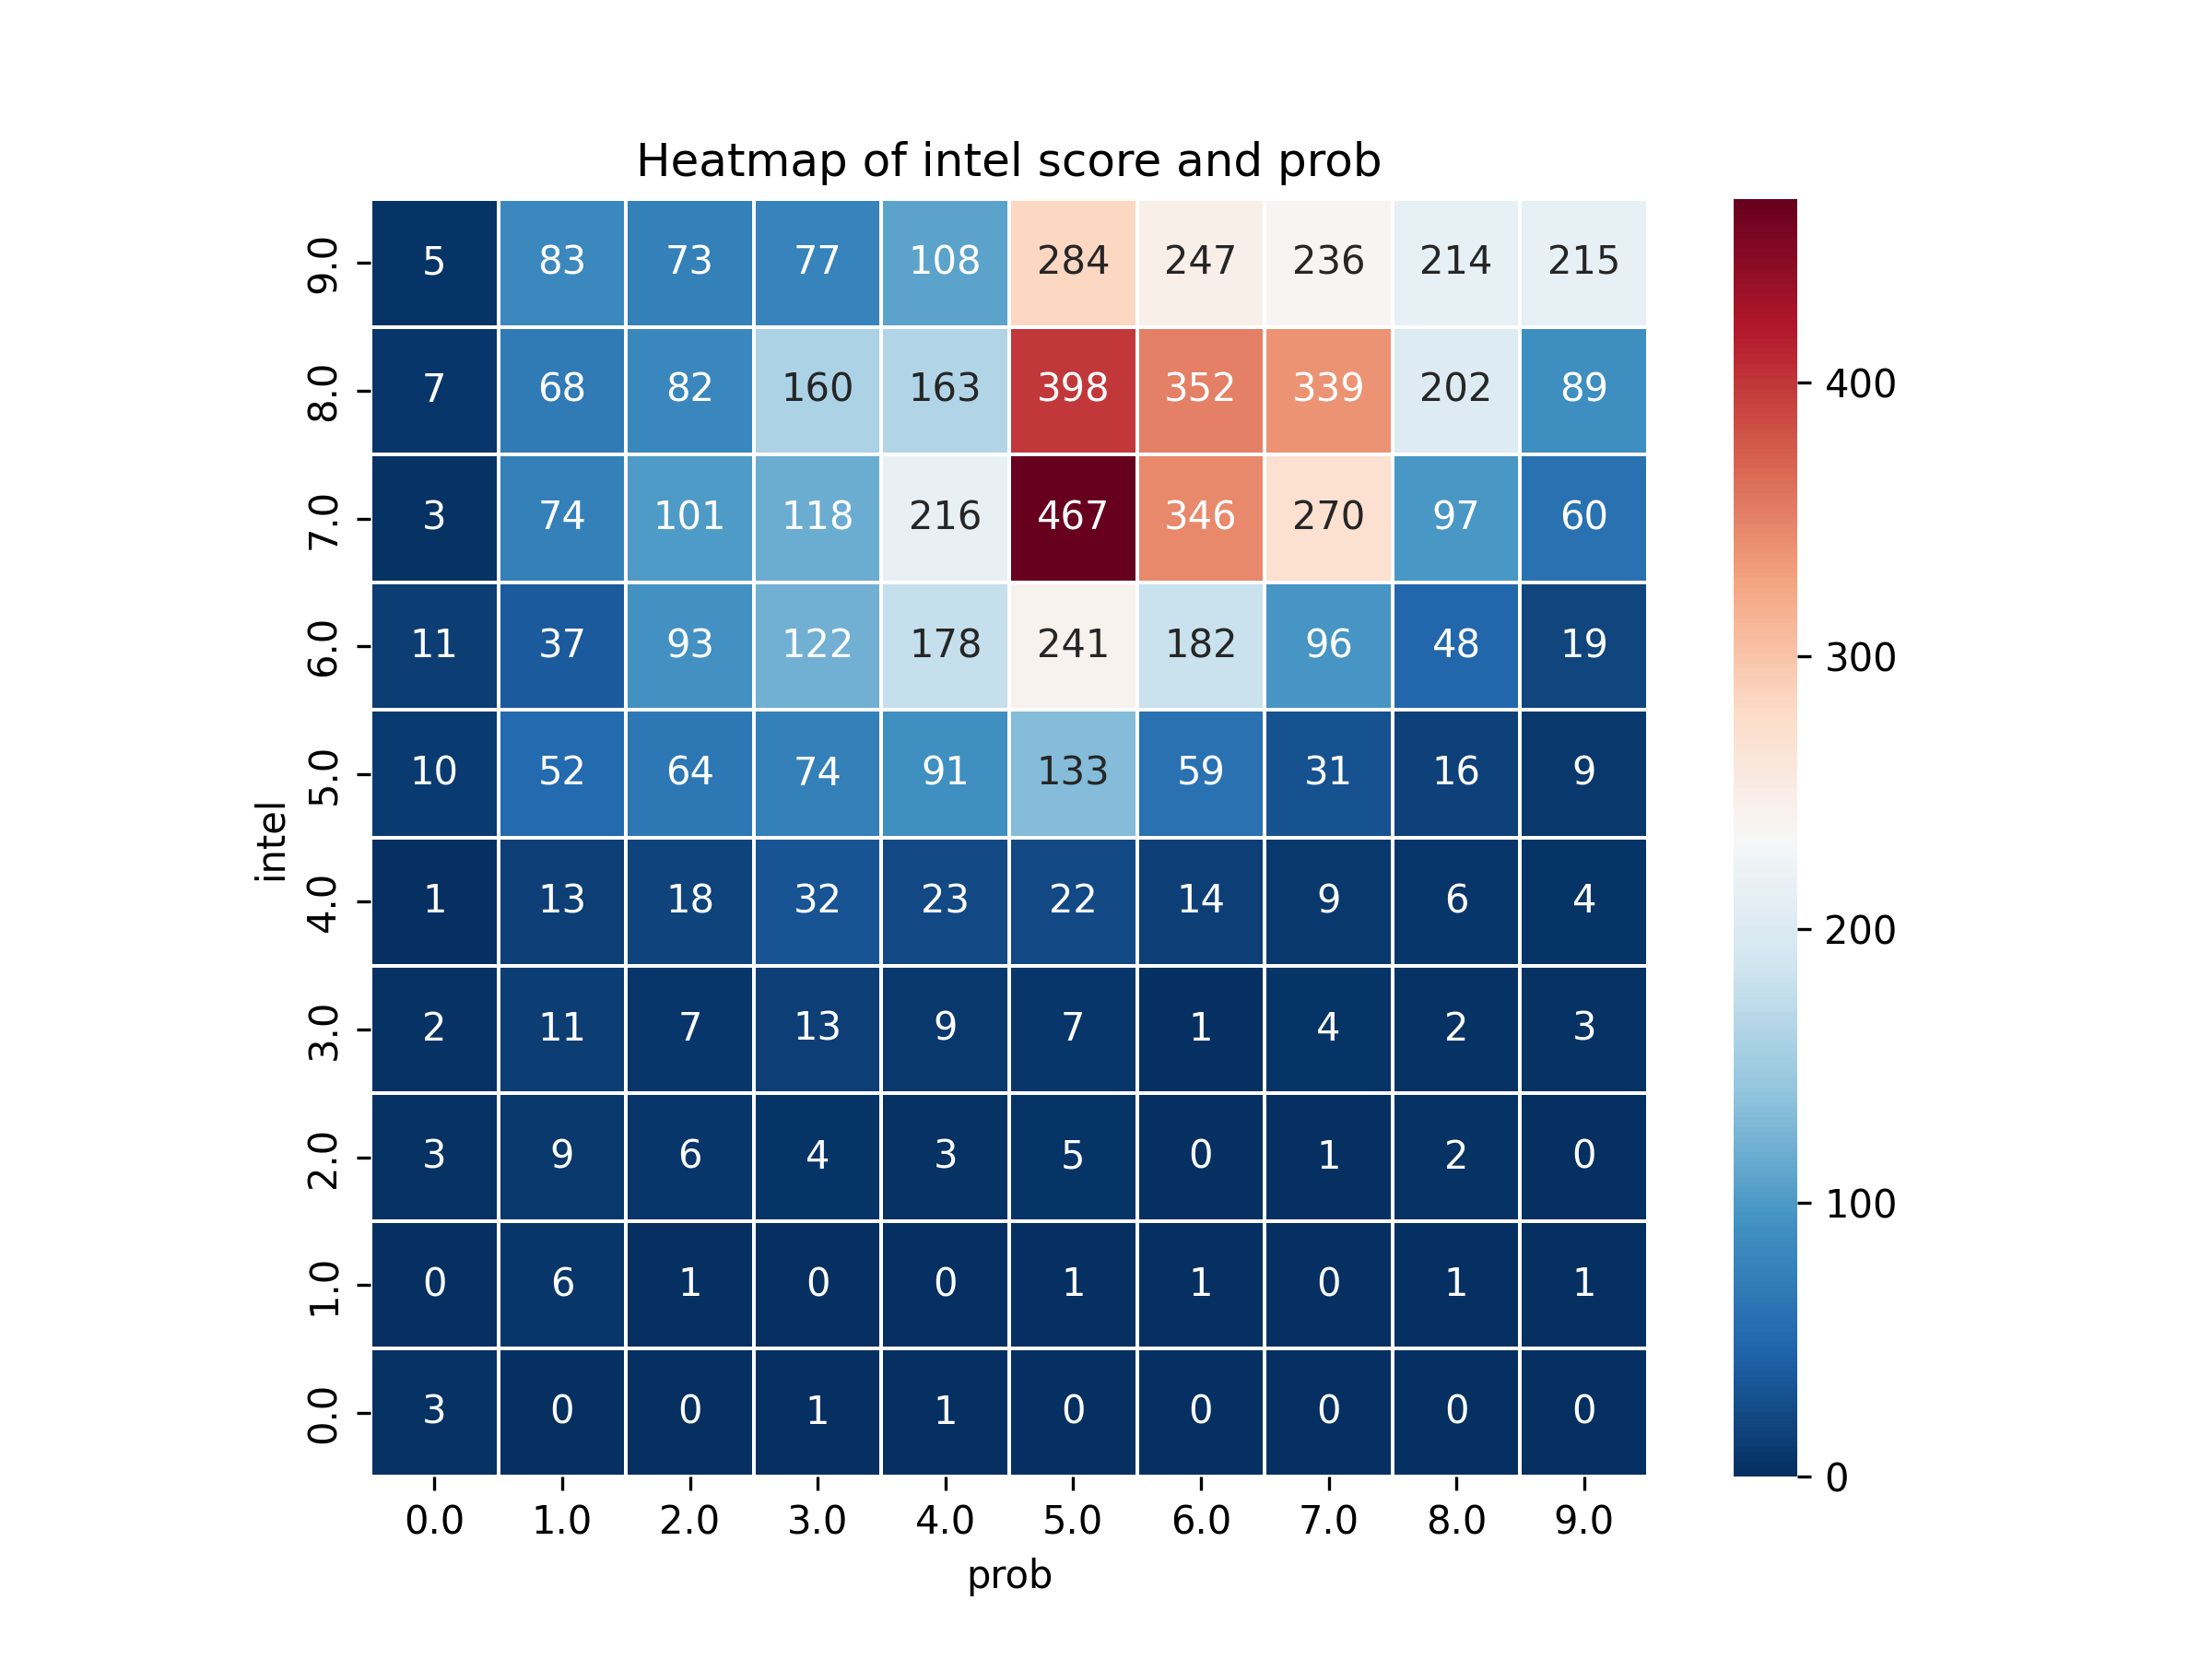 Heatmap of intel score and prob
9.0 5 83 73 77 108 284 247 236 214 215
8.0 7 68 82 160 163 398 352 339 202 89
7.0 3 74 101 118 216 467 346 270 97 60
6.0 11 37 93 122 178 241 182 96 48 19
5.0 10 52 64 74 91 133 59 31 16 9
4.0 1 13 18 32 23 22 14 9 6 4
3.0 2 11 7 13 9 7 1 4 2 3
2.0 3 9 6 4 3 5 0 1 2 0
1.0 0 6 1 0 0 1 1 0 1 1
0.0 3 0 0 1 1 0 0 0 0 0
intel
0.0 1.0 2.0 3.0 4.0 5.0 6.0 7.0 8.0 9.0
prob
400
300
200
100
0